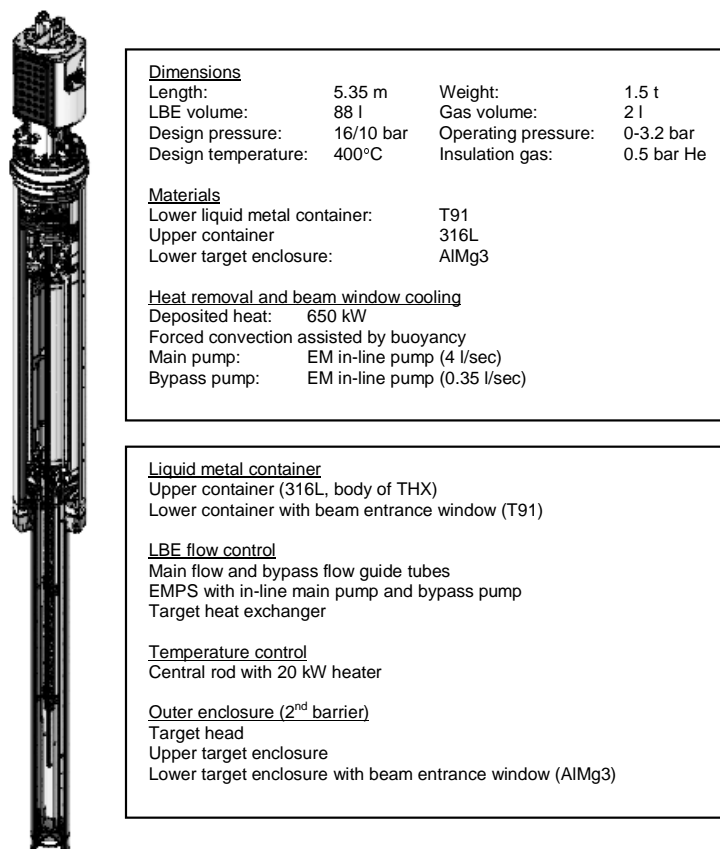 Dimensions
Length: 5.35 m Weight: 1.5 t
LBE volume: 88 l Gas volume: 2 l
Design pressure: 16/10 bar Operating pressure: 0-3.2 bar
Design temperature: 400°C Insulation gas: 0.5 bar He
Materials
Lower liquid metal container: T91
Upper container 316L
Lower target enclosure: AlMg3
Heat removal and beam window cooling
Deposited heat: 650 kW
Forced convection assisted by buoyancy
Main pump: EM in-line pump (4 l/sec)
Bypass pump: EM in-line pump (0.35 l/sec)
Liquid metal container
Upper container (316L, body of THX)
Lower container with beam entrance window (T91)
LBE flow control
Main flow and bypass flow guide tubes
EMPS with in-line main pump and bypass pump
Target heat exchanger
Temperature control
Central rod with 20 kW heater
Outer enclosure (2nd barrier)
Target head
Upper target enclosure
Lower target enclosure with beam entrance window (AlMg3)